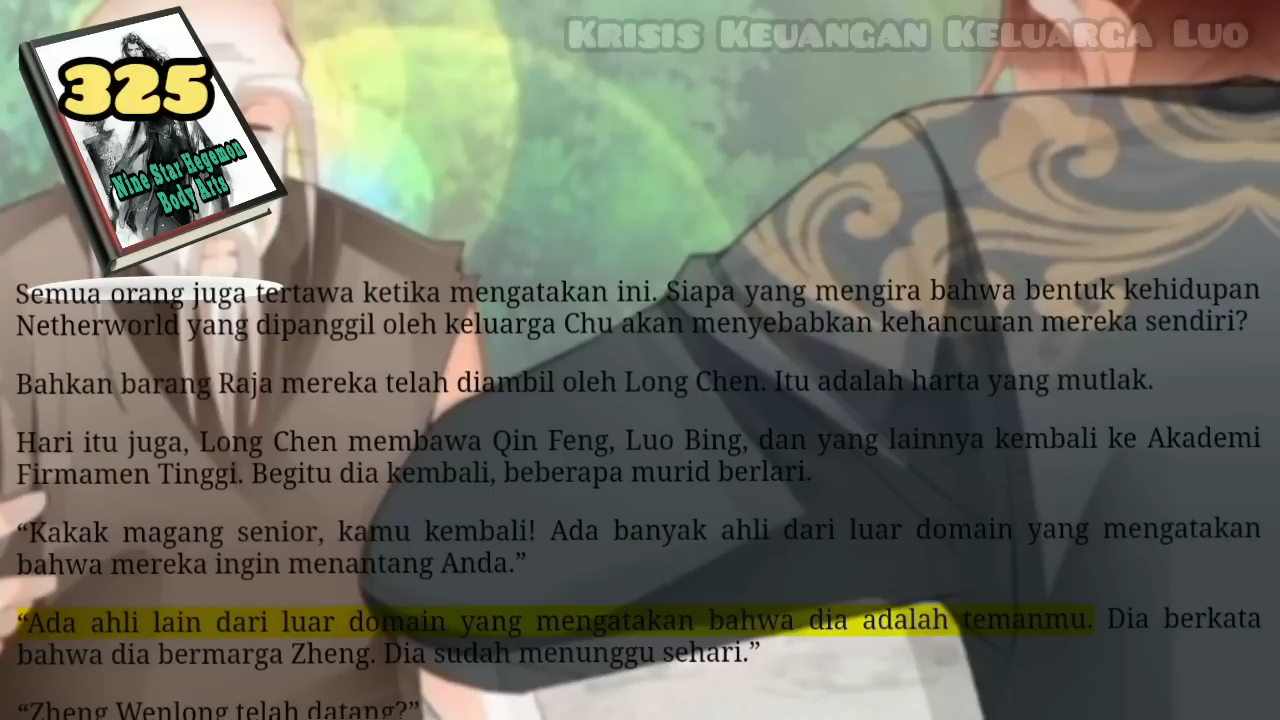 Krisis Keuangan Keluarga Luo
325
Nine Star Hegemon
Body Arts
Semua orang juga tertawa ketika mengatakan ini. Siapa yang mengira bahwa bentuk kehidupan
Netherworld yang dipanggil oleh keluarga Chu akan menyebabkan kehancuran mereka sendiri?
Bahkan barang Raja mereka telah diambil oleh Long Chen. Itu adalah harta yang mutlak.
Hari itu juga, Long Chen membawa Qin Feng, Luo Bing, dan yang lainnya kembali ke Akademi
Firmamen Tinggi. Begitu dia kembali, beberapa murid berlari.
“Kakak magang senior, kamu kembali! Ada banyak ahli dari luar domain yang mengatakan
bahwa mereka ingin menantang Anda.”
“Ada ahli lain dari luar domain yang mengatakan bahwa dia adalah temanmu. Dia berkata
bahwa dia bermarga Zheng. Dia sudah menunggu sehari.”
“Zheng Wenlong telah datang?”